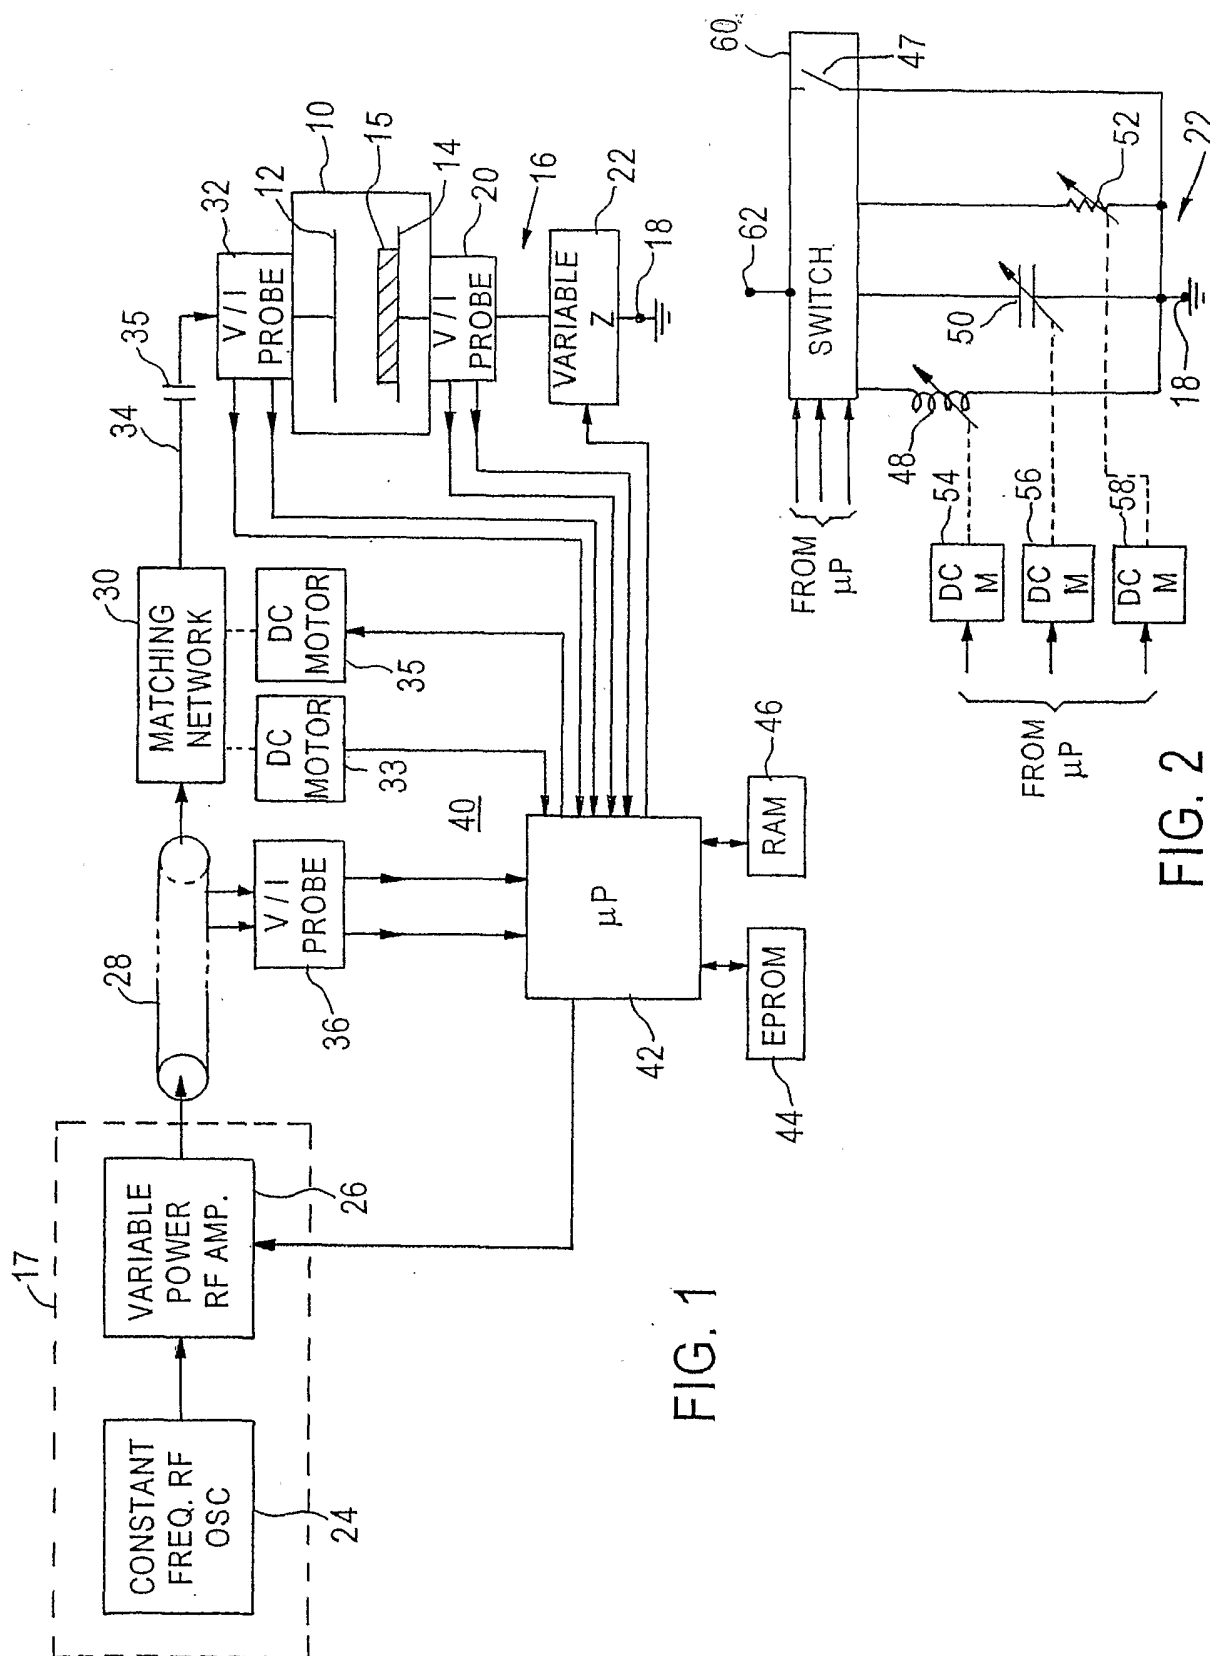 17
CONSTANT
FREQ. RF
OSC
24
VARIABLE
POWER
RF AMP.
26
28
V/I
PROBE
36
MATCHING
NETWORK
30
DC
MOTOR
33
DC
MOTOR
35
34
35
V/I
PROBE
32
10
12
15
14
V/I
PROBE
20
16
VARIABLE
Z
22
18
40
μP
42
EPROM
44
RAM
46
FIG. 1
FROM
μP
DC
M
54
DC
M
56
DC
M
58
FROM
μP
SWITCH
60
62
47
48
50
52
18
22
FIG. 2